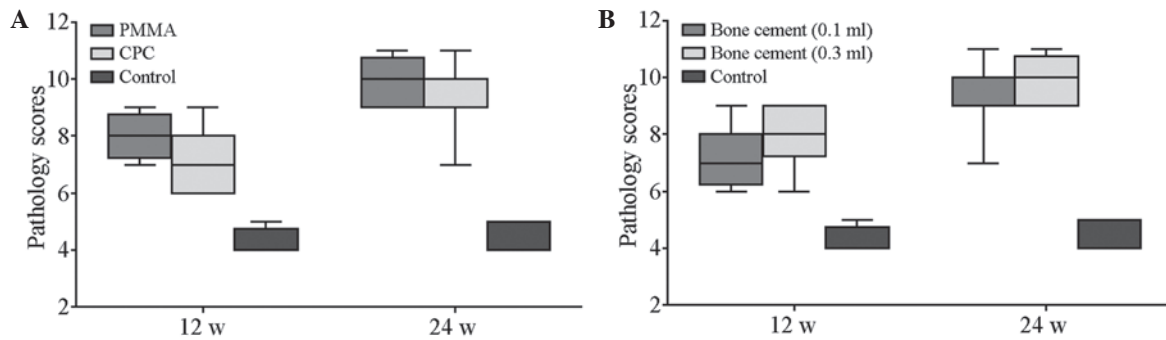 A
Pathology scores
12
10
8
6
4
2
PMMA
CPC
Control
12 w
24 w
B
Pathology scores
12
10
8
6
4
2
Bone cement (0.1 ml)
Bone cement (0.3 ml)
Control
12 w
24 w